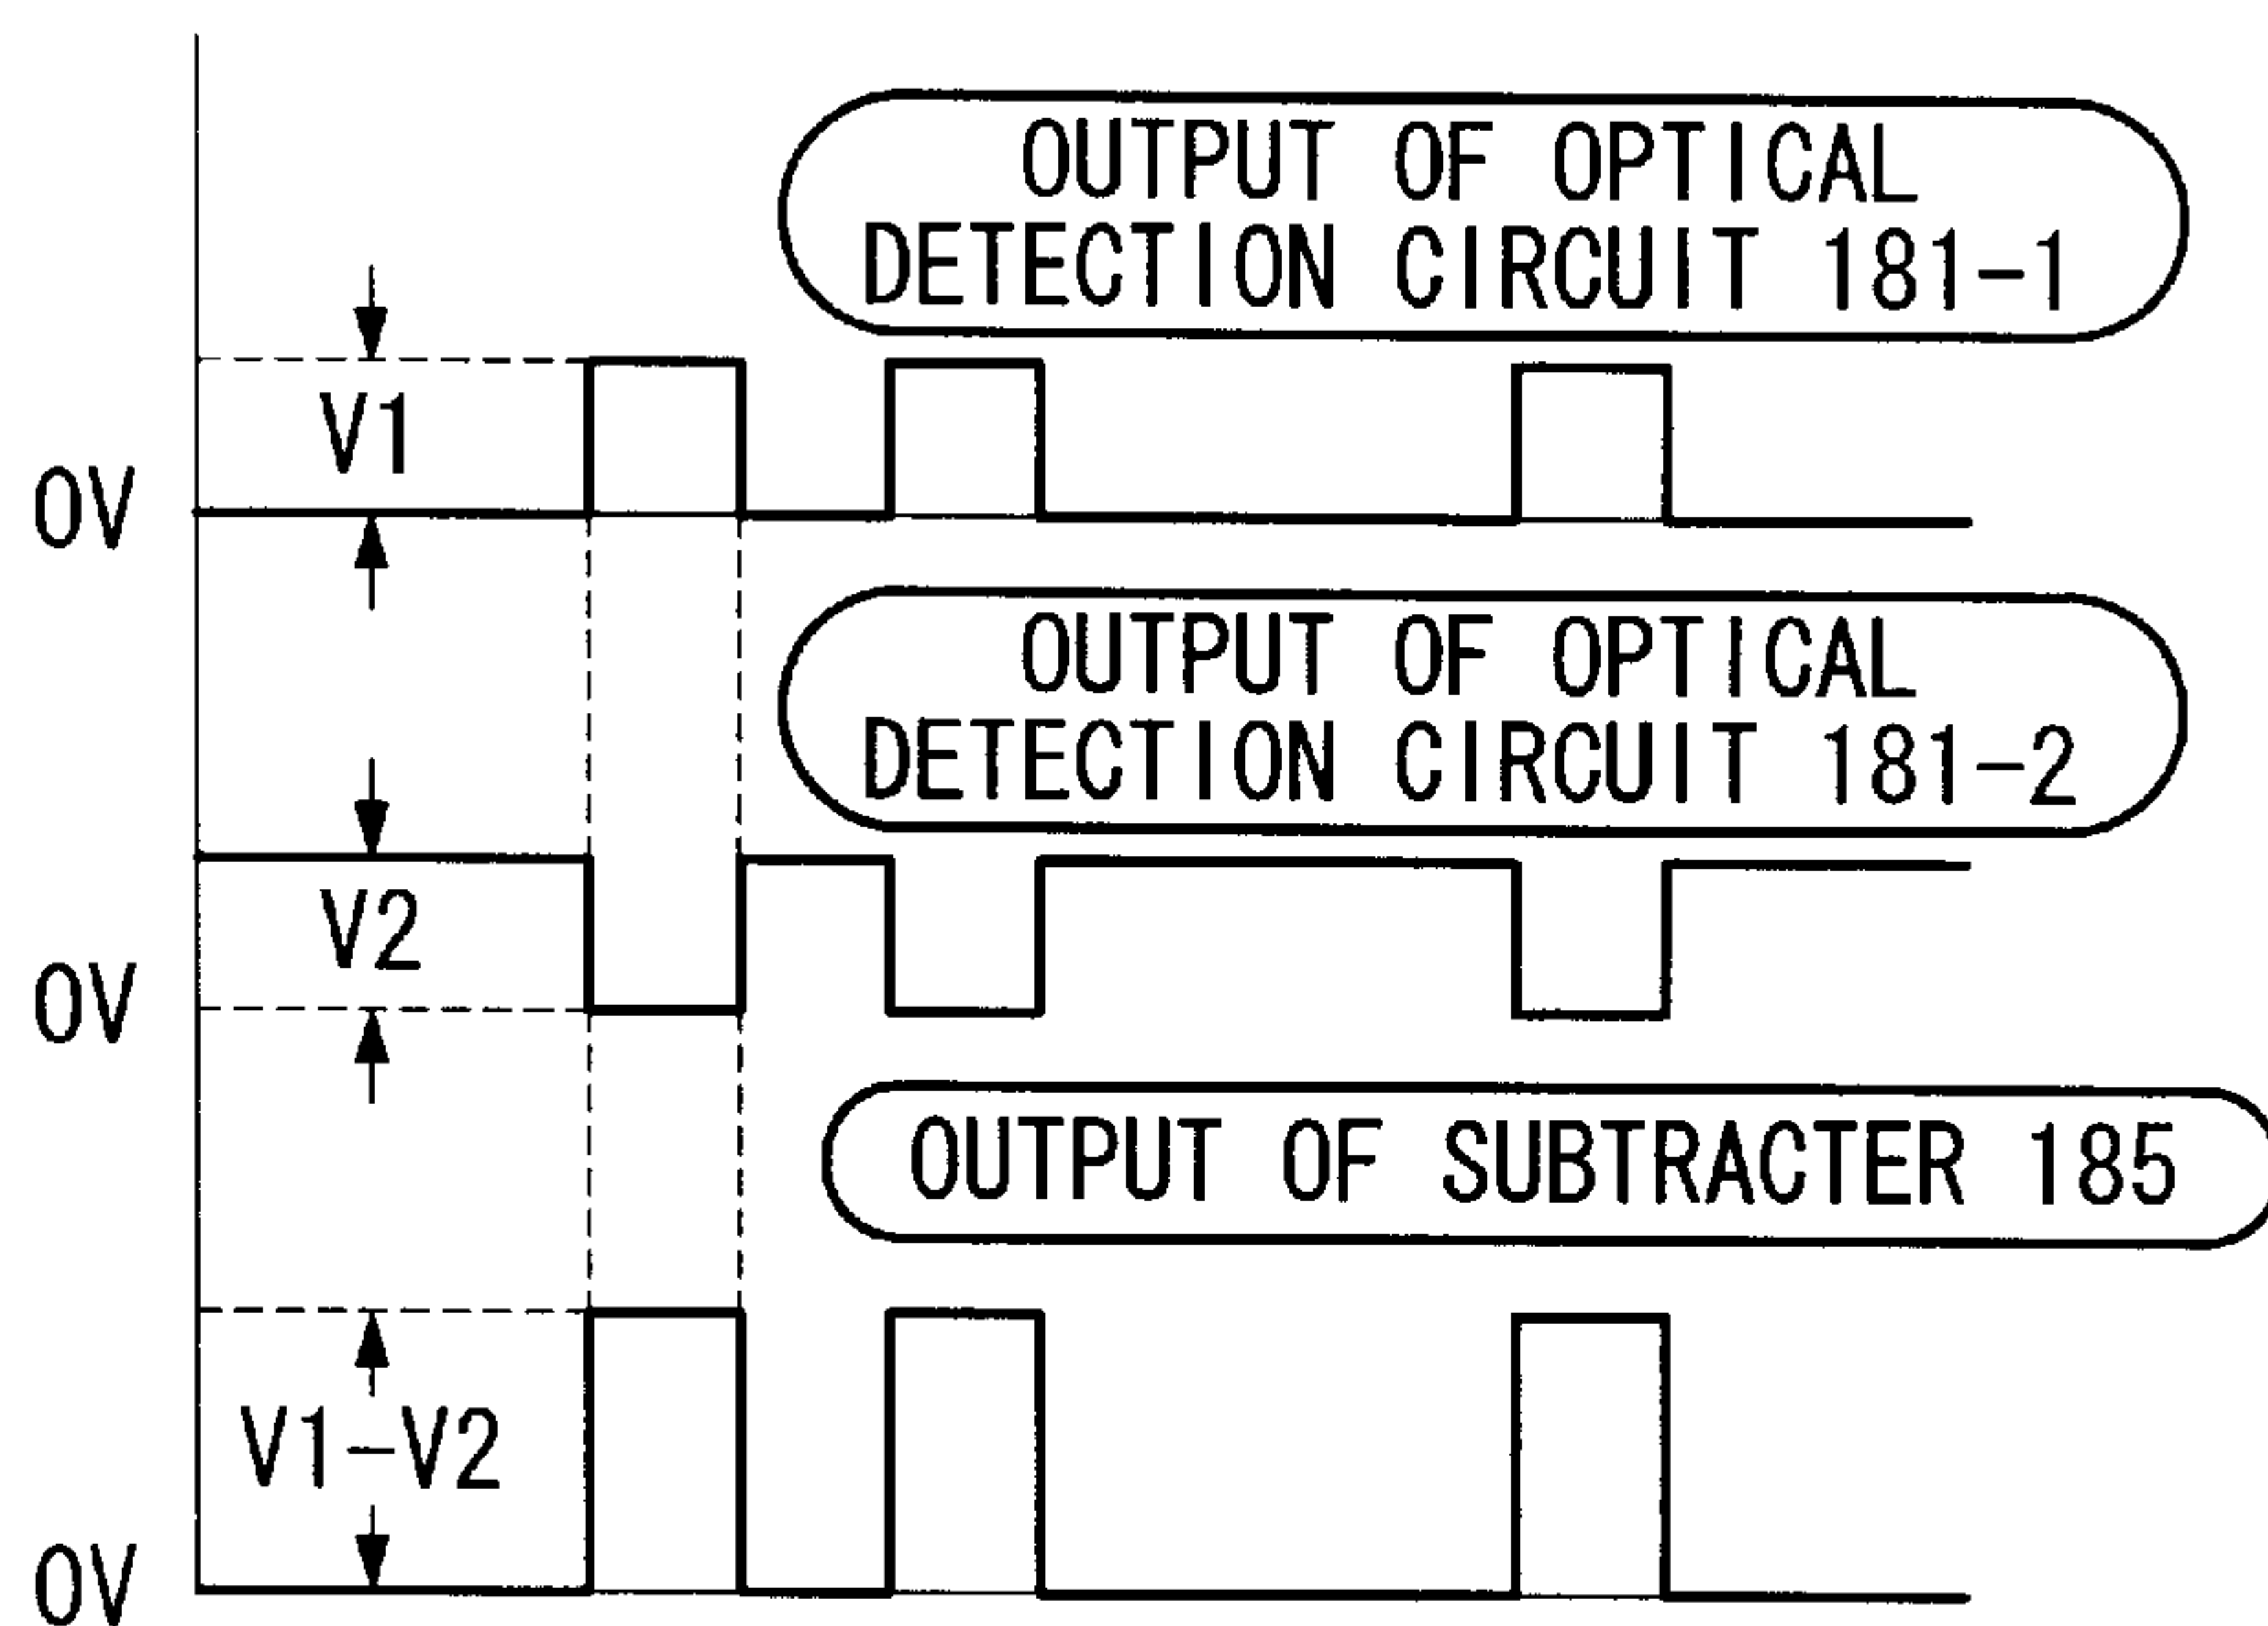 OUTPUT OF OPTICAL
DETECTION CIRCUIT 181-1
V1
0V
OUTPUT OF OPTICAL
DETECTION CIRCUIT 181-2
V2
0V
OUTPUT OF SUBTRACTER 185
V1-V2
0V